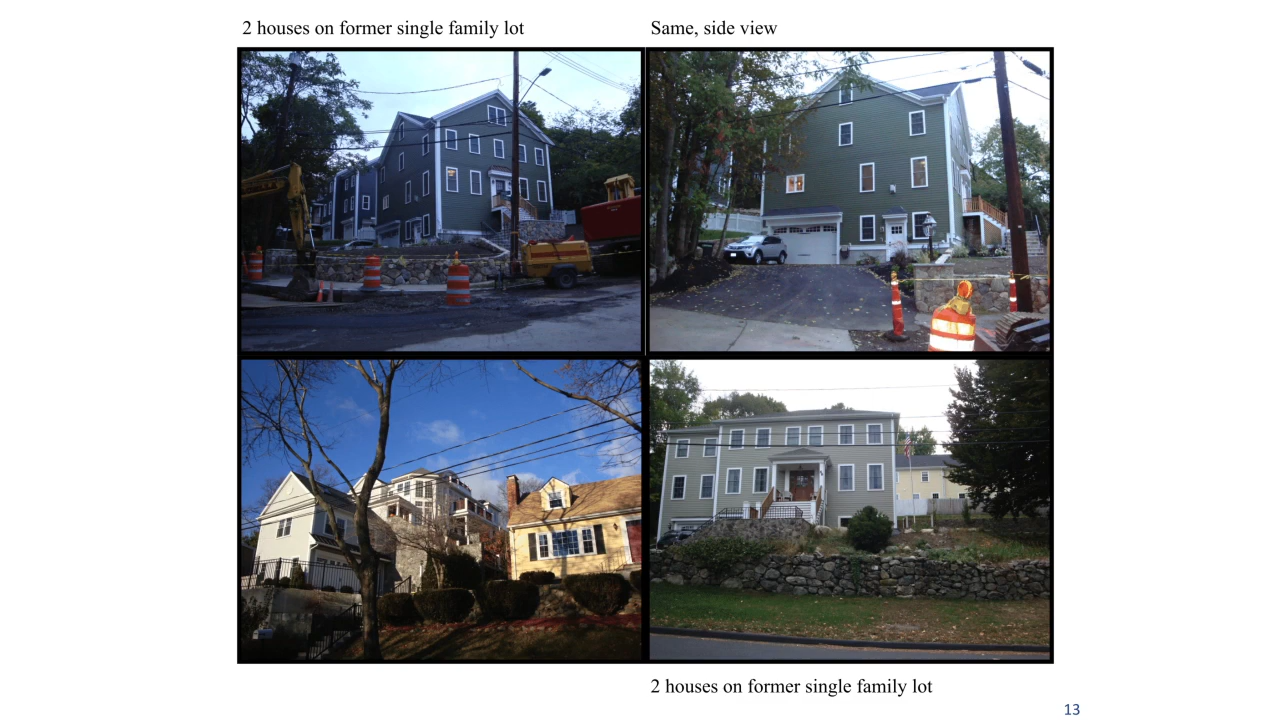 2 houses on former single family lot
Same, side view
2 houses on former single family lot
13